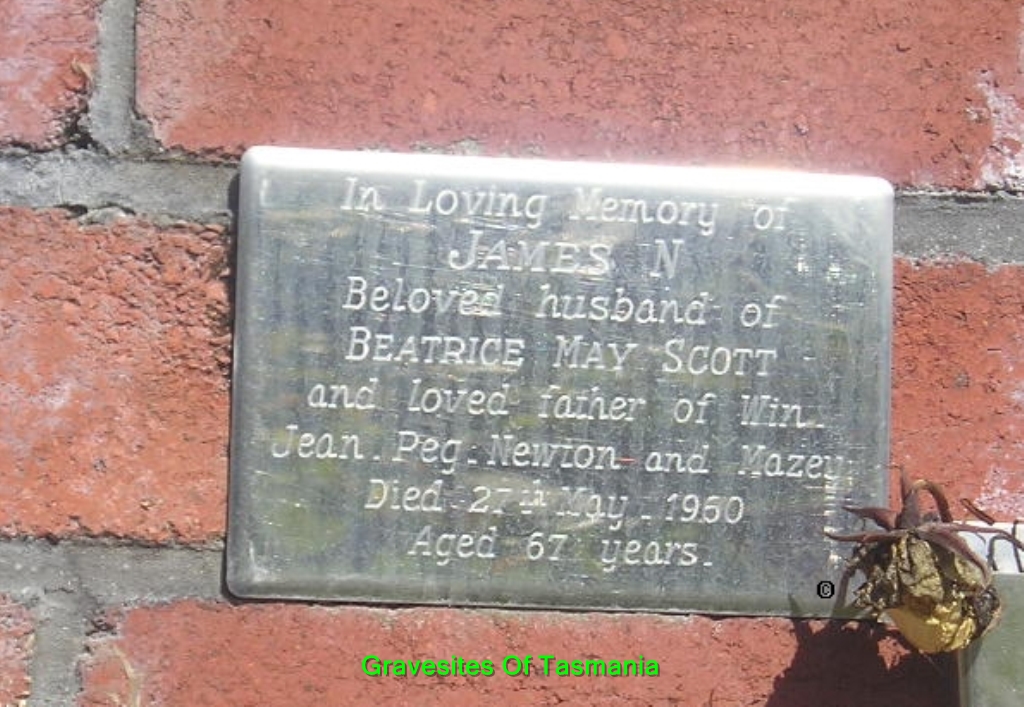 In Loving Memory of
JAMES N
Beloved husband of
BEATRICE MAY SCOTT
and loved father of Win.
Jean. Peg. Newton and Mazey.
Died 27th May. 1960
Aged 67 years.
©
Gravesites Of Tasmania